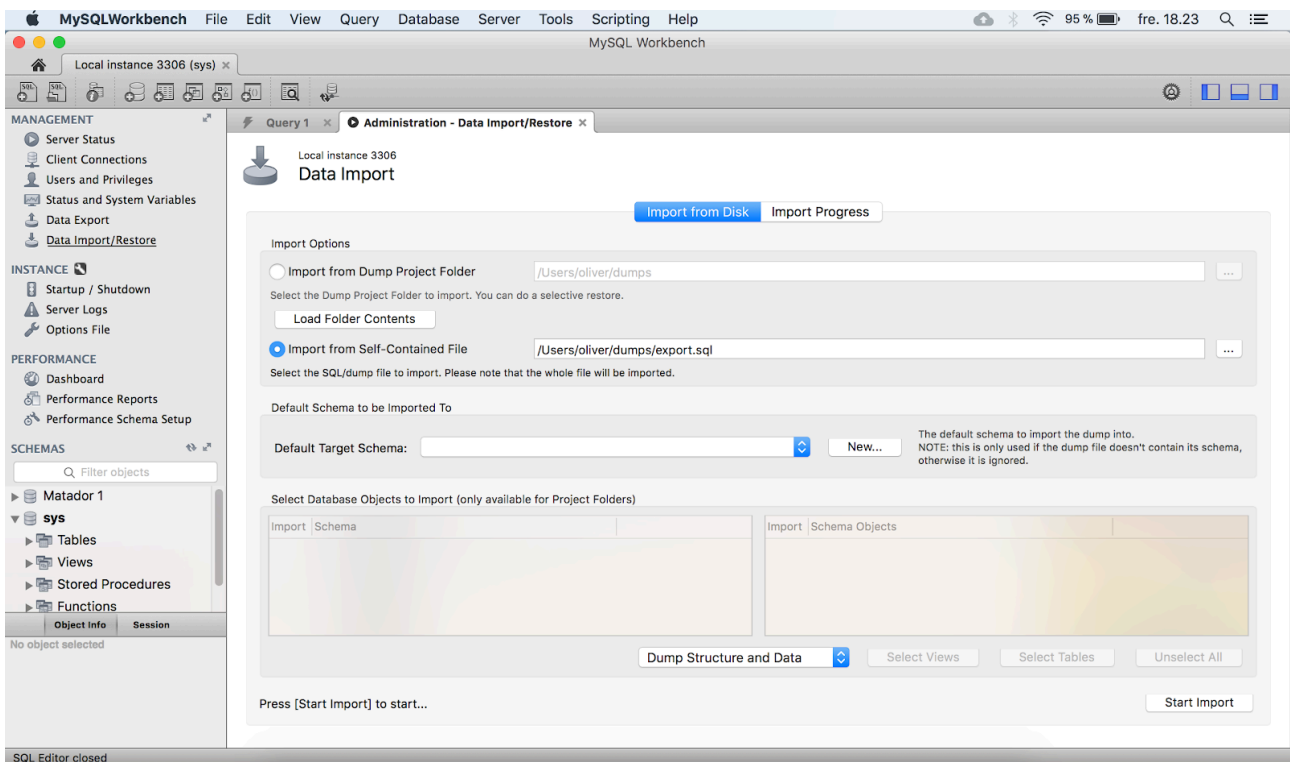 MySQLWorkbench File Edit View Query Database Server Tools Scripting Help 95 % fre. 18.23
MySQL Workbench
Local instance 3306 (sys) ×
MANAGEMENT
Server Status
Client Connections
Users and Privileges
Status and System Variables
Data Export
Data Import/Restore
INSTANCE
Startup / Shutdown
Server Logs
Options File
PERFORMANCE
Dashboard
Performance Reports
Performance Schema Setup
SCHEMAS
Filter objects
Matador 1
sys
Tables
Views
Stored Procedures
Functions
Object Info Session
No object selected
Query 1 × Administration - Data Import/Restore ×
Local instance 3306
Data Import
Import from Disk Import Progress
Import Options
Import from Dump Project Folder /Users/oliver/dumps ...
Select the Dump Project Folder to import. You can do a selective restore.
Load Folder Contents
Import from Self-Contained File /Users/oliver/dumps/export.sql ...
Select the SQL/dump file to import. Please note that the whole file will be imported.
Default Schema to be Imported To
Default Target Schema: New...
The default schema to import the dump into.
NOTE: this is only used if the dump file doesn't contain its schema,
otherwise it is ignored.
Select Database Objects to Import (only available for Project Folders)
Import Schema
Import Schema Objects
Dump Structure and Data Select Views Select Tables Unselect All
Press [Start Import] to start... Start Import
SQL Editor closed